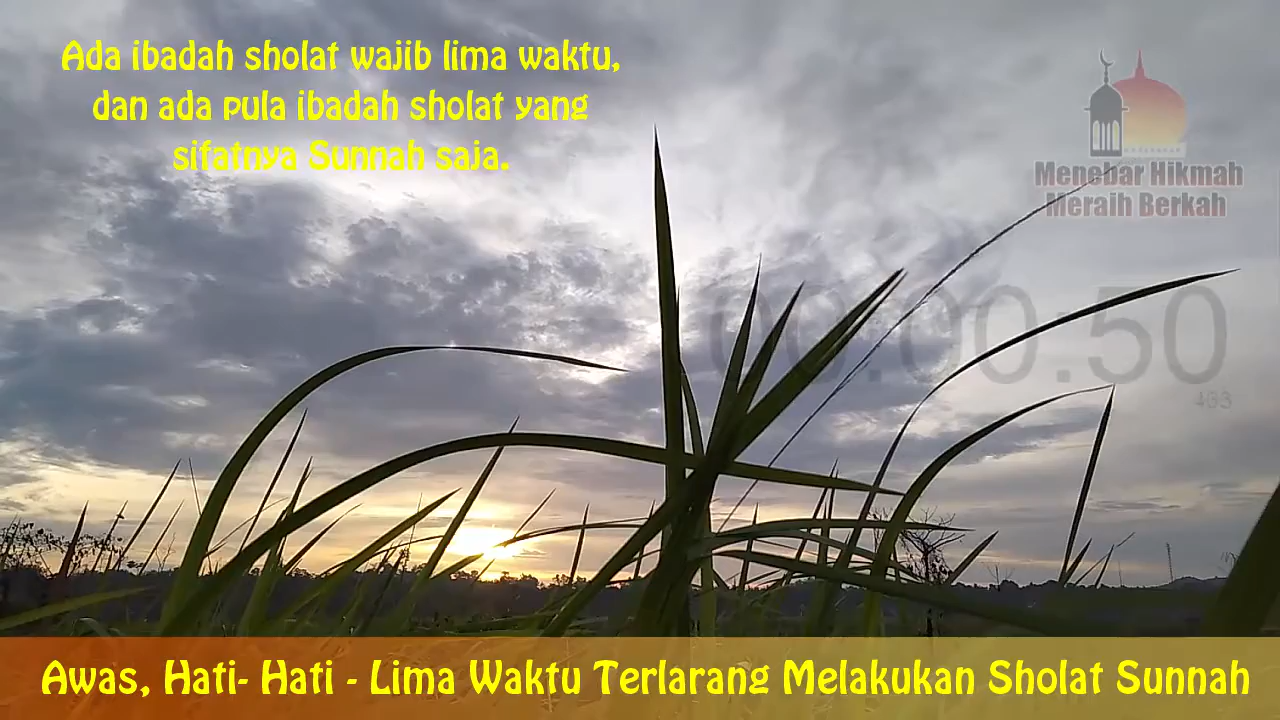 Ada ibadah sholat wajib lima waktu,
dan ada pula ibadah sholat yang
sifatnya Sunnah saja.
Menebar Hikmah
Meraih Berkah
00:00:50
433
Awas, Hati- Hati - Lima Waktu Terlarang Melakukan Sholat Sunnah